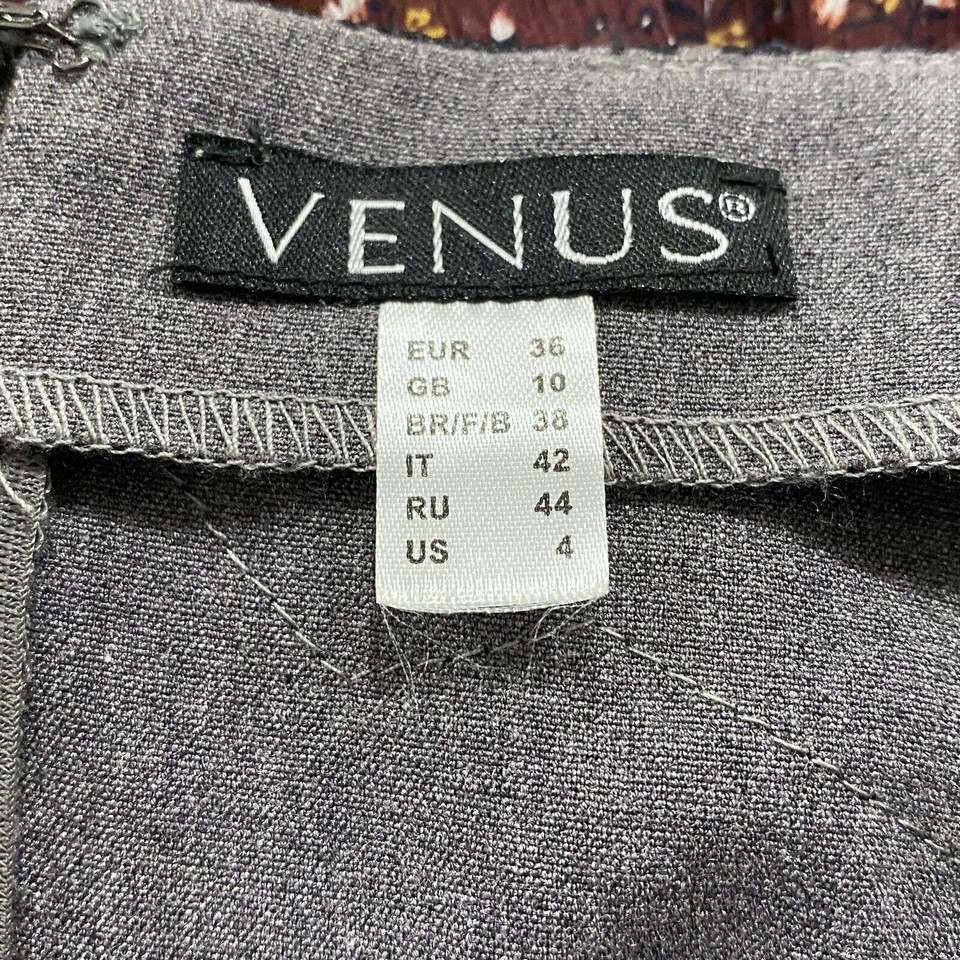 VENUS®
EUR 36
GB 10
BR/F/B 38
IT 42
RU 44
US 4